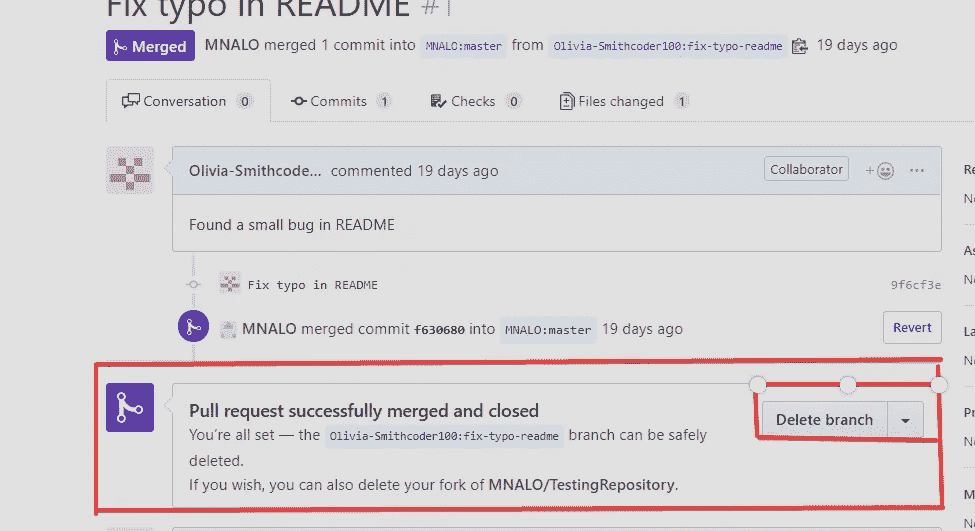 Fix typo in README #1
Merged MNALO merged 1 commit into MNALO:master from Olivia-Smithcoder100:fix-typo-readme 19 days ago
Conversation 0 Commits 1 Checks 0 Files changed 1
Olivia-Smithcode... commented 19 days ago Collaborator
Found a small bug in README
Fix typo in README 9f6cf3e
MNALO merged commit f630680 into MNALO:master 19 days ago Revert
Pull request successfully merged and closed
You're all set — the Olivia-Smithcoder100:fix-typo-readme branch can be safely
deleted.
Delete branch
If you wish, you can also delete your fork of MNALO/TestingRepository.